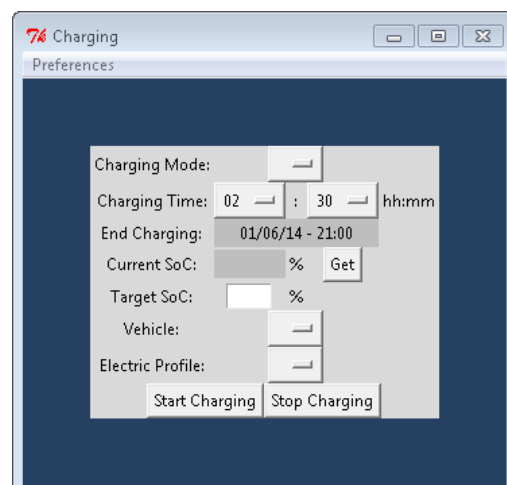 Charging
Preferences
Charging Mode:
Charging Time: 02 : 30 hh:mm
End Charging: 01/06/14 - 21:00
Current SoC: % Get
Target SoC: %
Vehicle:
Electric Profile:
Start Charging Stop Charging